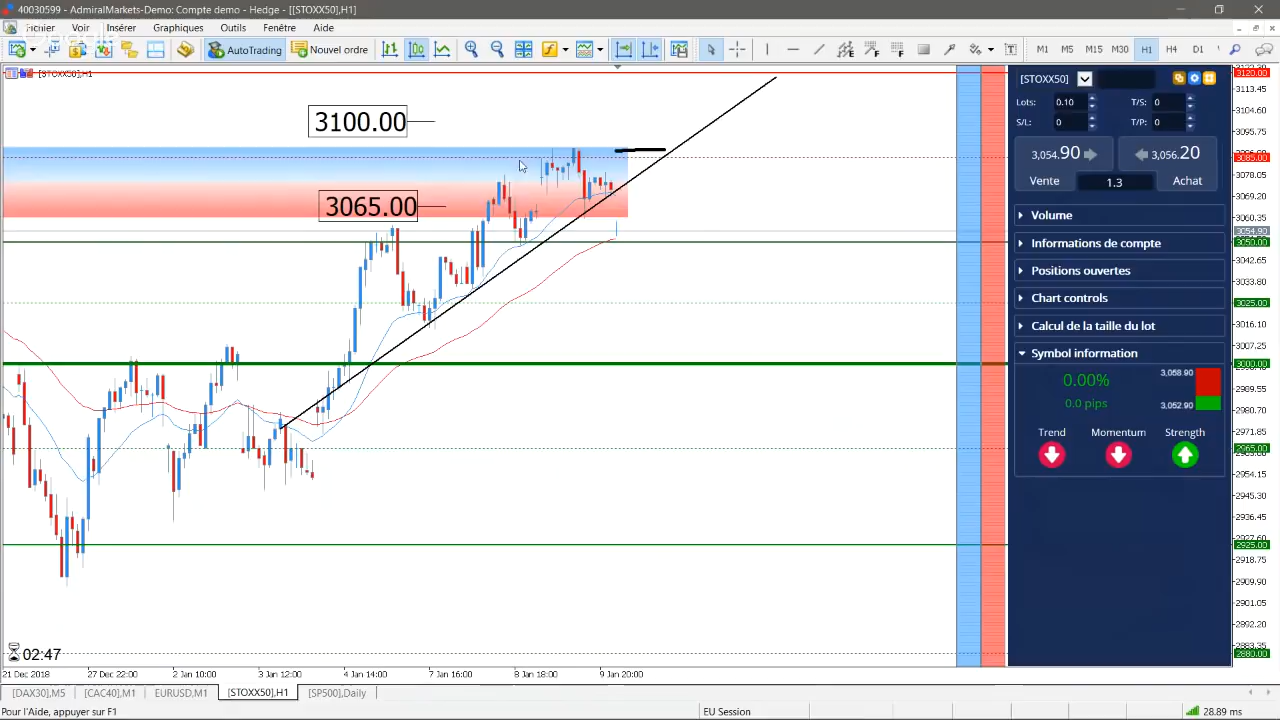 40030599 - AdmiralMarkets-Demo: Compte demo - Hedge - [[STOXX50],H1]
Fichier Voir Insérer Graphiques Outils Fenêtre Aide
AutoTrading Nouvel ordre M1 M5 M15 M30 H1 H4 D1
[STOXX50],H1
3100.00
3065.00
02:47
3120.00
3113.45
3104.60
3095.75
3085.00
3078.05
3069.20
3060.35
3054.90
3050.00
3042.65
3033.80
3025.00
3016.10
3007.25
3000.00
2989.55
2980.70
2971.85
2965.00
2954.15
2945.30
2936.45
2927.60
2925.00
2918.75
2909.90
2901.05
2892.20
2880.00
[STOXX50]
Lots: 0.10 T/S: 0
S/L: 0 T/P: 0
3,054.90 3,056.20
Vente 1.3 Achat
Volume
Informations de compte
Positions ouvertes
Chart controls
Calcul de la taille du lot
Symbol information
0.00% 3,068.90
0.0 pips 3,052.90
Trend Momentum Strength
21 Dec 2018 27 Dec 22:00 2 Jan 10:00 3 Jan 12:00 4 Jan 14:00 7 Jan 16:00 8 Jan 18:00 9 Jan 20:00
[DAX30],M5 [CAC40],M1 EURUSD,M1 [STOXX50],H1 [SP500],Daily
Pour l'Aide, appuyer sur F1 EU Session 28.89 ms